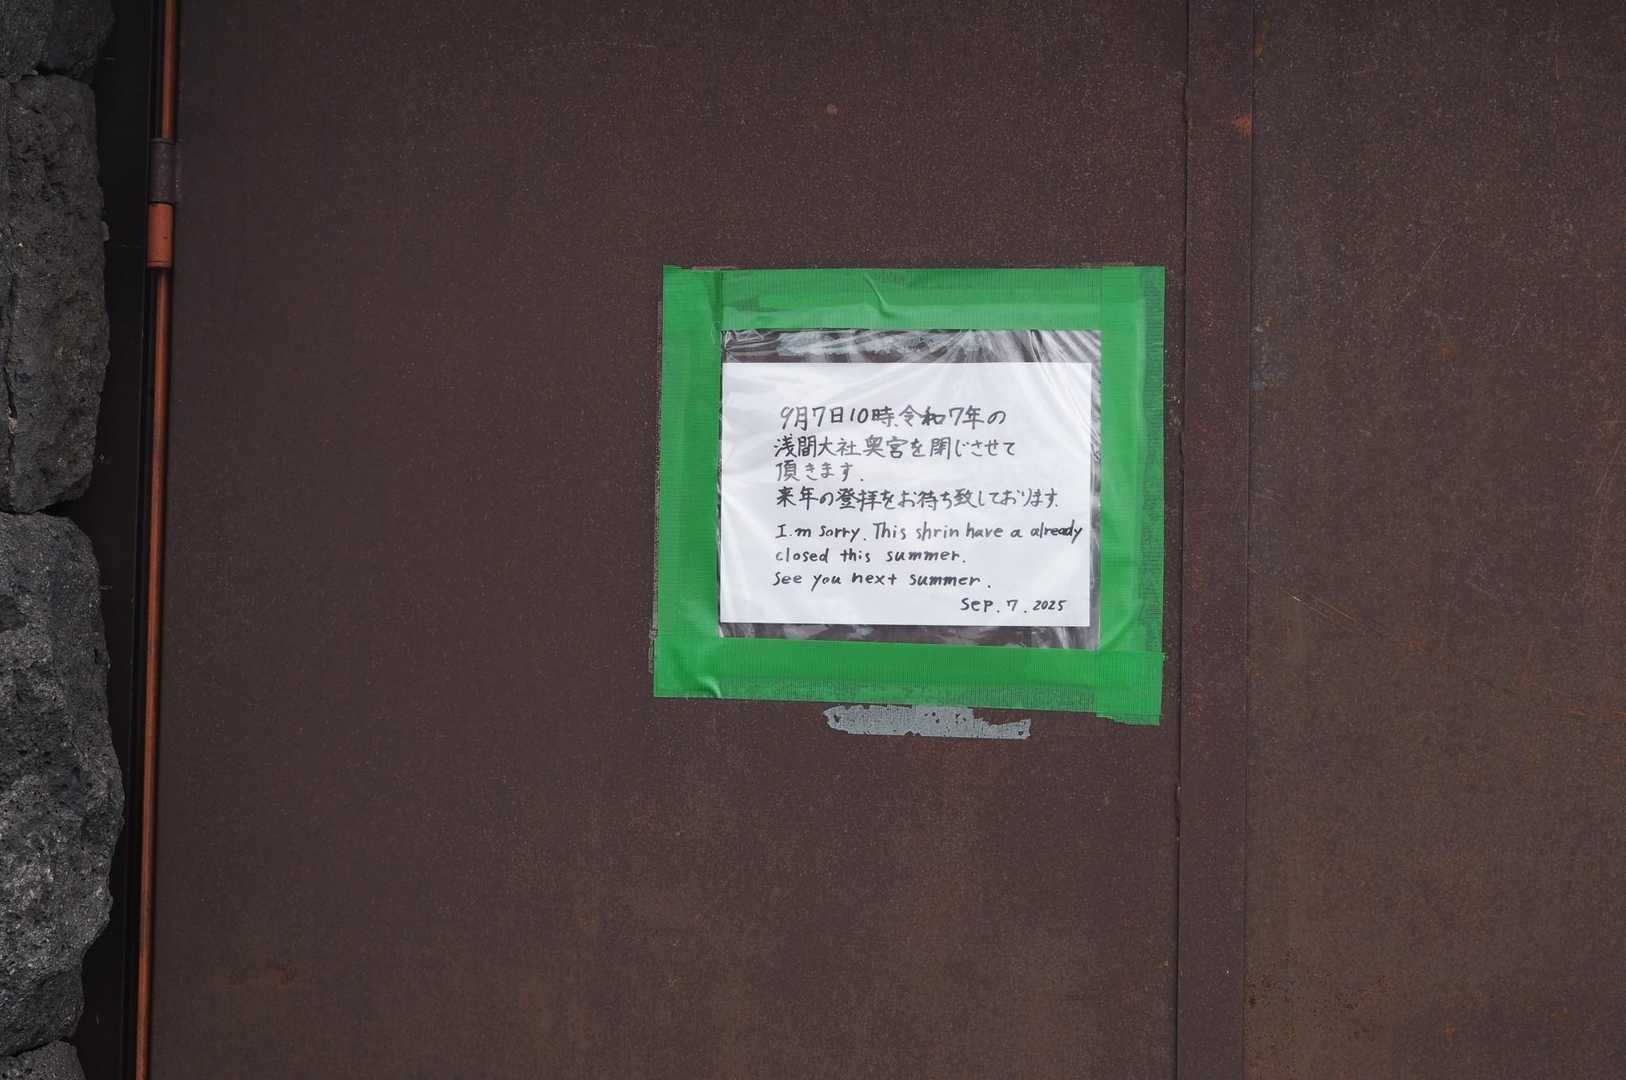 9月7日10時、令和7年の
浅間大社奥宮を閉じさせて
頂きます.
来年の登拝をお待ち致しております.
I.m sorry. This shrin have a already
closed this summer.
See you next summer.
Sep. 7. 2025